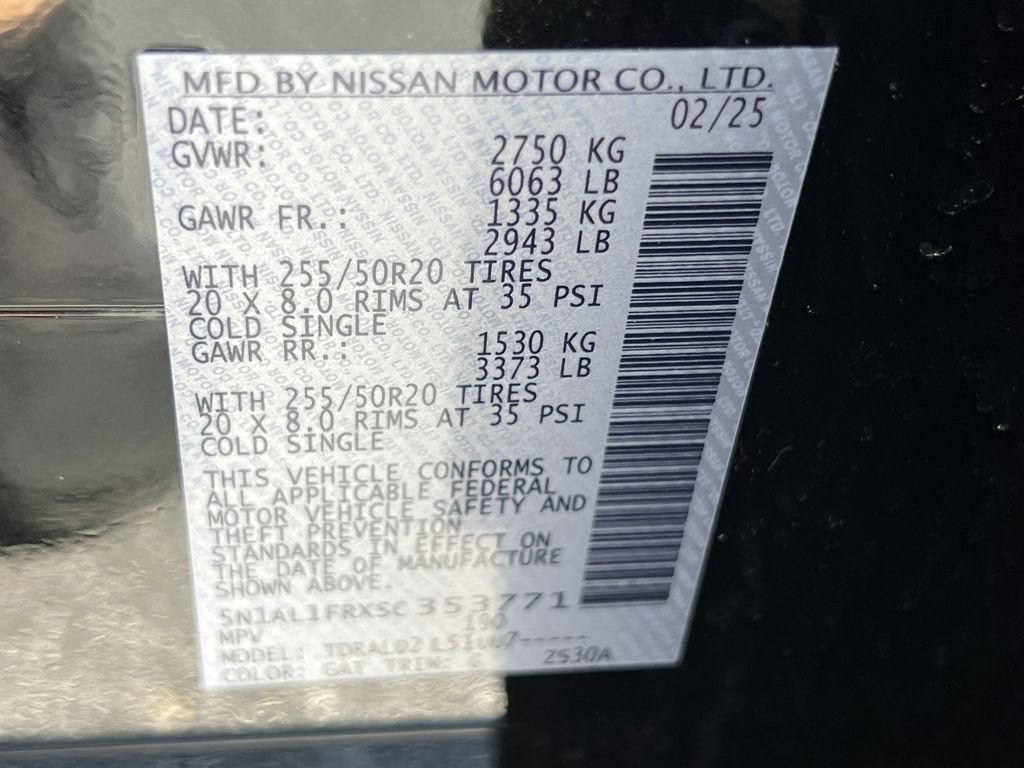 MFD BY NISSAN MOTOR CO., LTD.
DATE: 02/25
GVWR: 2750 KG
6063 LB
GAWR FR.: 1335 KG
2943 LB
WITH 255/50R20 TIRES
20 X 8.0 RIMS AT 35 PSI
COLD SINGLE
GAWR RR.: 1530 KG
3373 LB
WITH 255/50R20 TIRES
20 X 8.0 RIMS AT 35 PSI
COLD SINGLE
THIS VEHICLE CONFORMS TO
ALL APPLICABLE FEDERAL
MOTOR VEHICLE SAFETY AND
THEFT PREVENTION
STANDARDS IN EFFECT ON
THE DATE OF MANUFACTURE
SHOWN ABOVE.
5N1AL1FRXSC 353771
MPV 190
MODEL:
COLOR: GAT TRIM: G